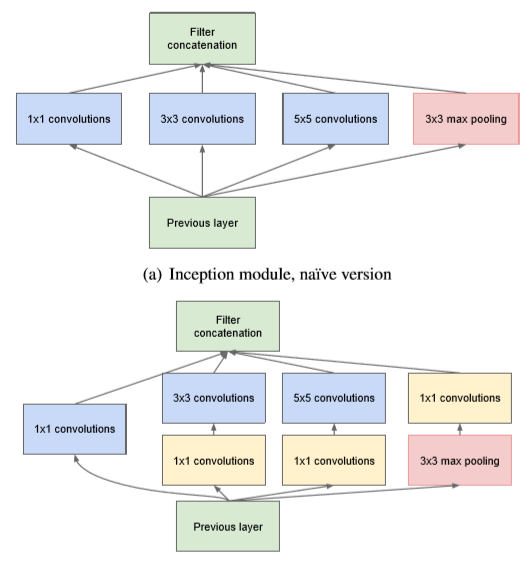 Filter
concatenation
1x1 convolutions
3x3 convolutions
5x5 convolutions
3x3 max pooling
Previous layer
(a) Inception module, naïve version
Filter
concatenation
3x3 convolutions
5x5 convolutions
1x1 convolutions
1x1 convolutions
1x1 convolutions
1x1 convolutions
3x3 max pooling
Previous layer